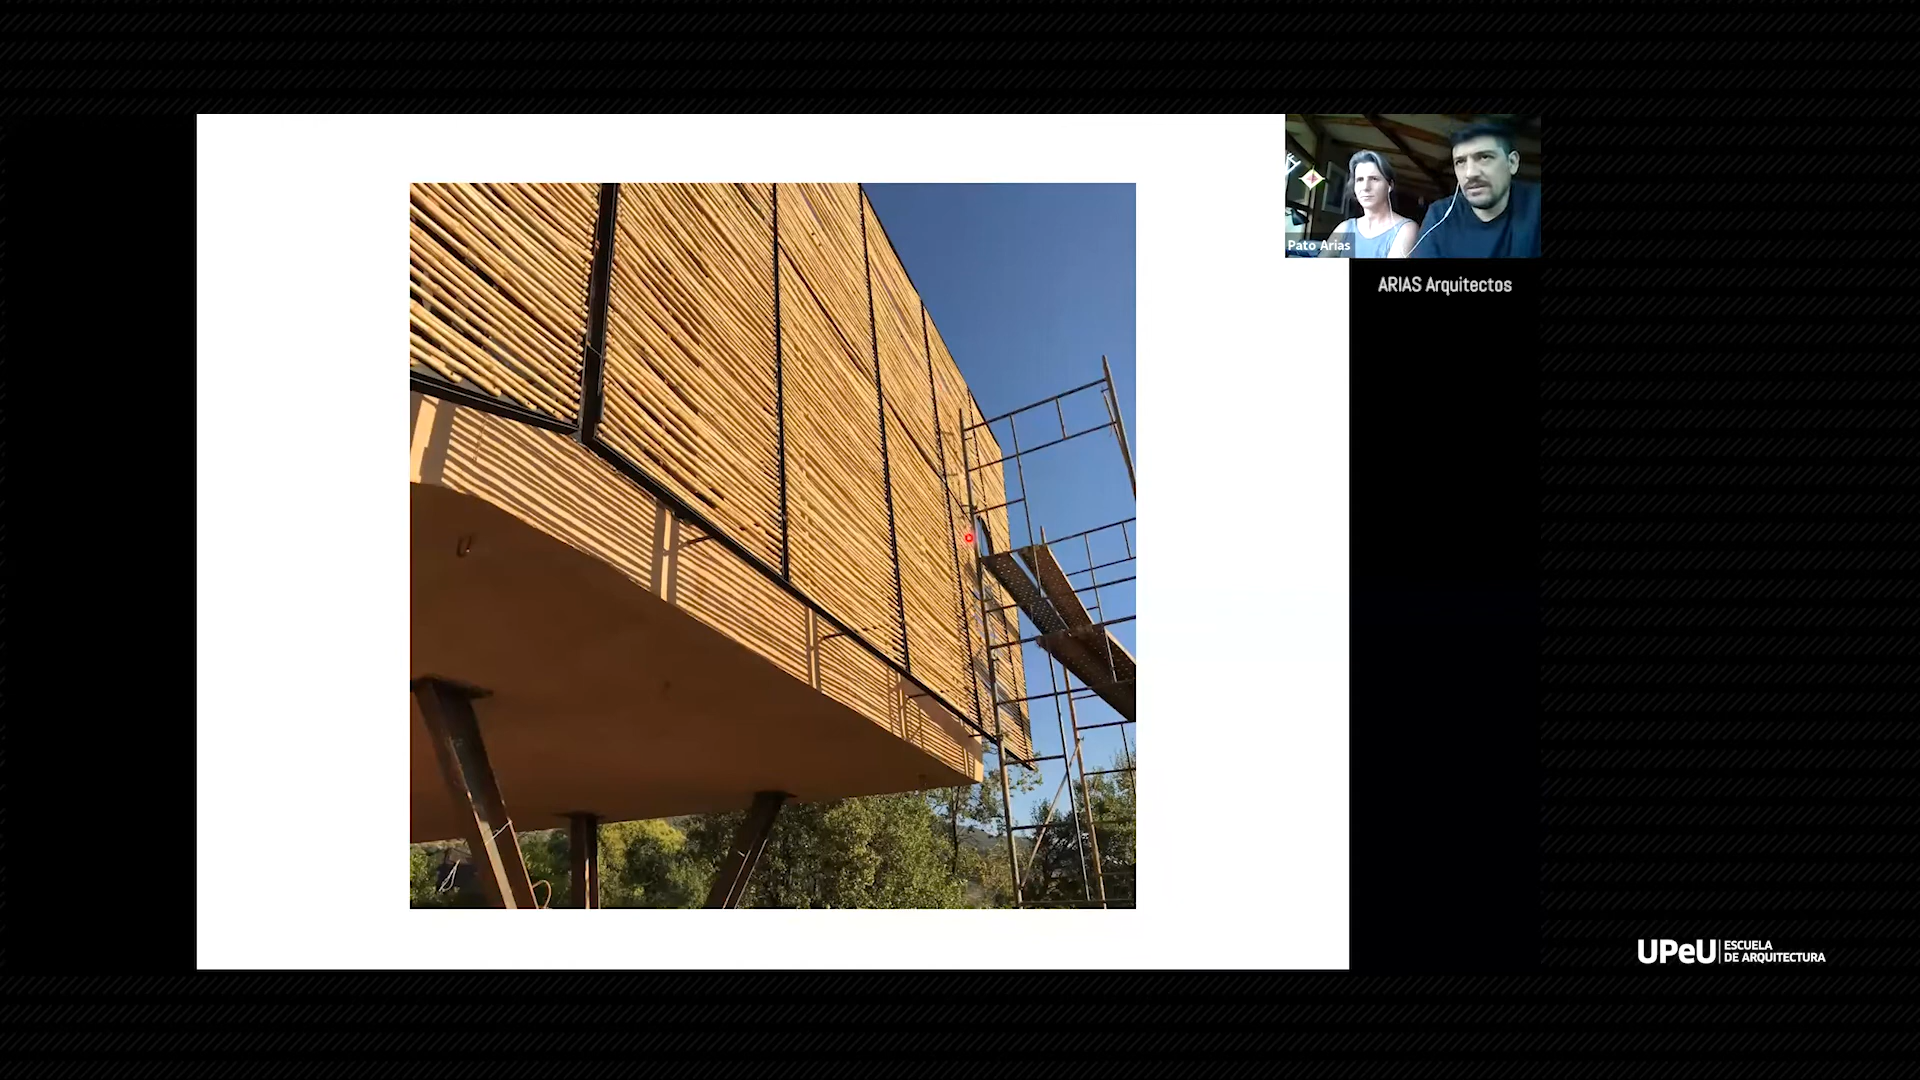 Pato Arias
ARIAS Arquitectos
UPeU
ESCUELA
DE ARQUITECTURA